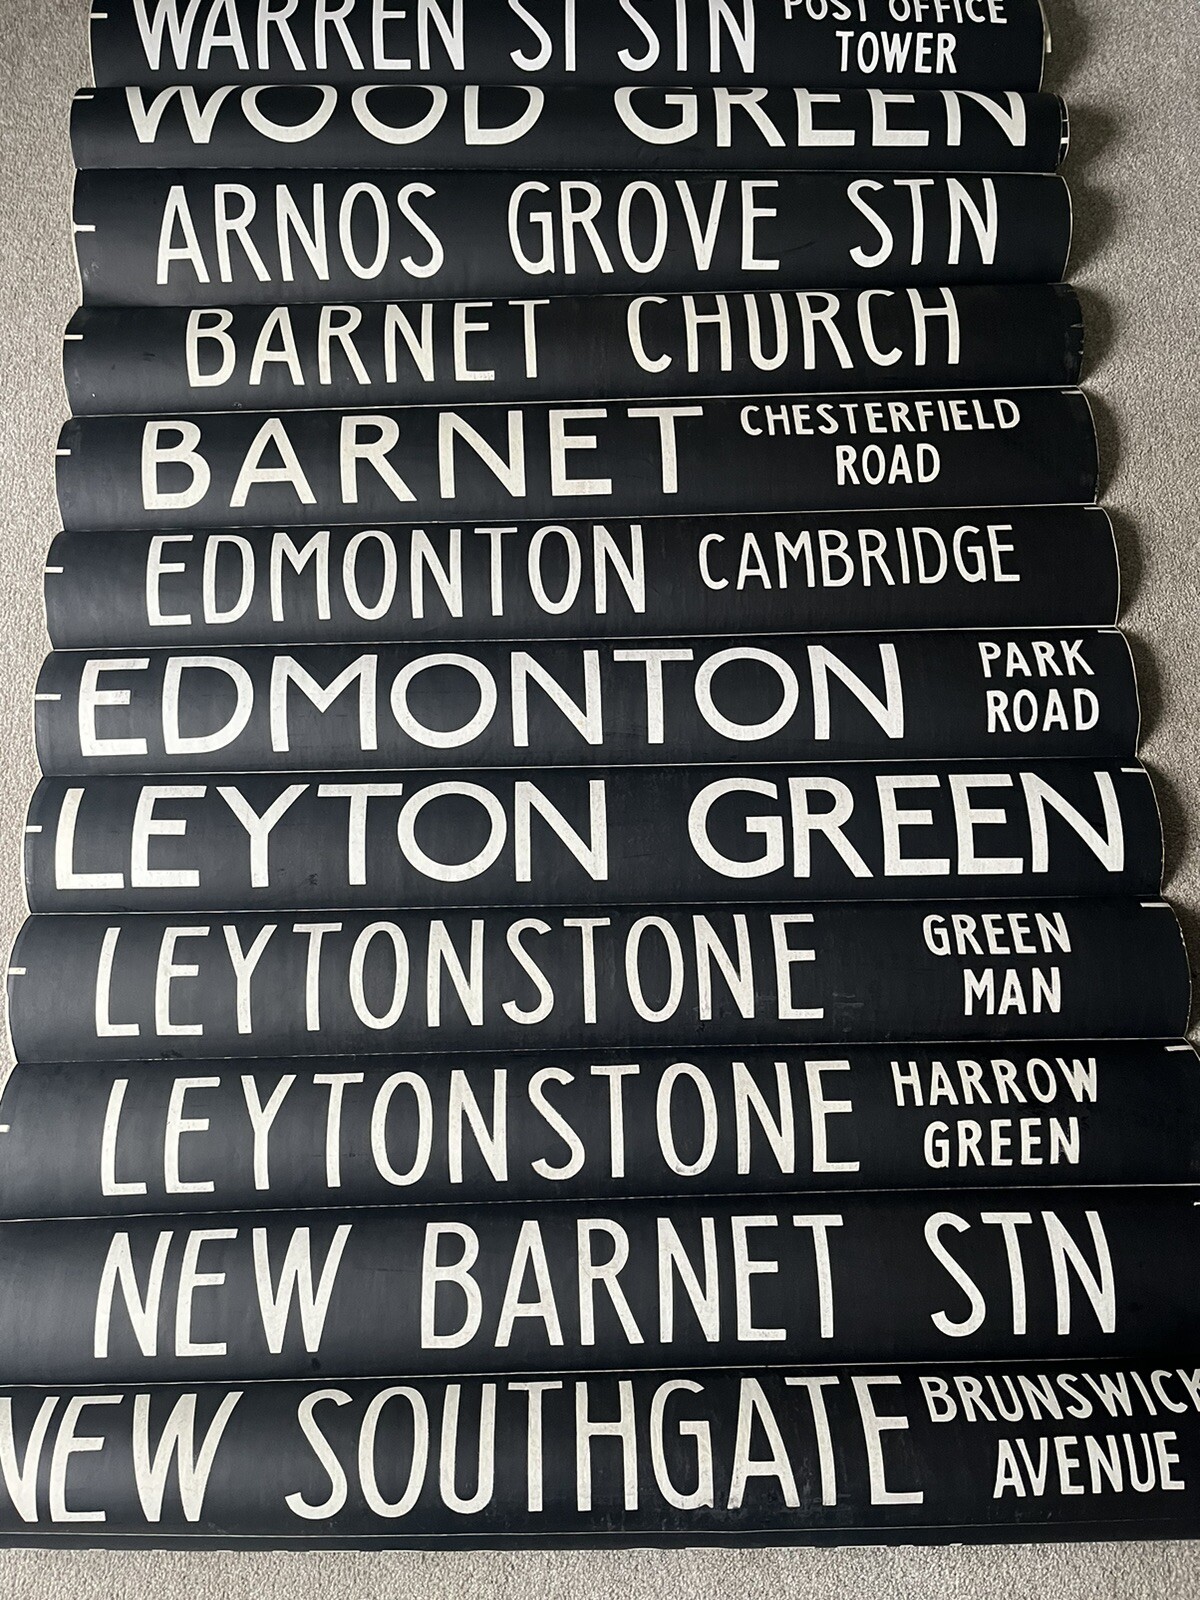 WARREN ST STN POST OFFICE
TOWER
WOOD GREEN
ARNOS GROVE STN
BARNET CHURCH
BARNET CHESTERFIELD
ROAD
EDMONTON CAMBRIDGE
EDMONTON PARK
ROAD
LEYTON GREEN
LEYTONSTONE GREEN
MAN
LEYTONSTONE HARROW
GREEN
NEW BARNET STN
NEW SOUTHGATE BRUNSWICK
AVENUE